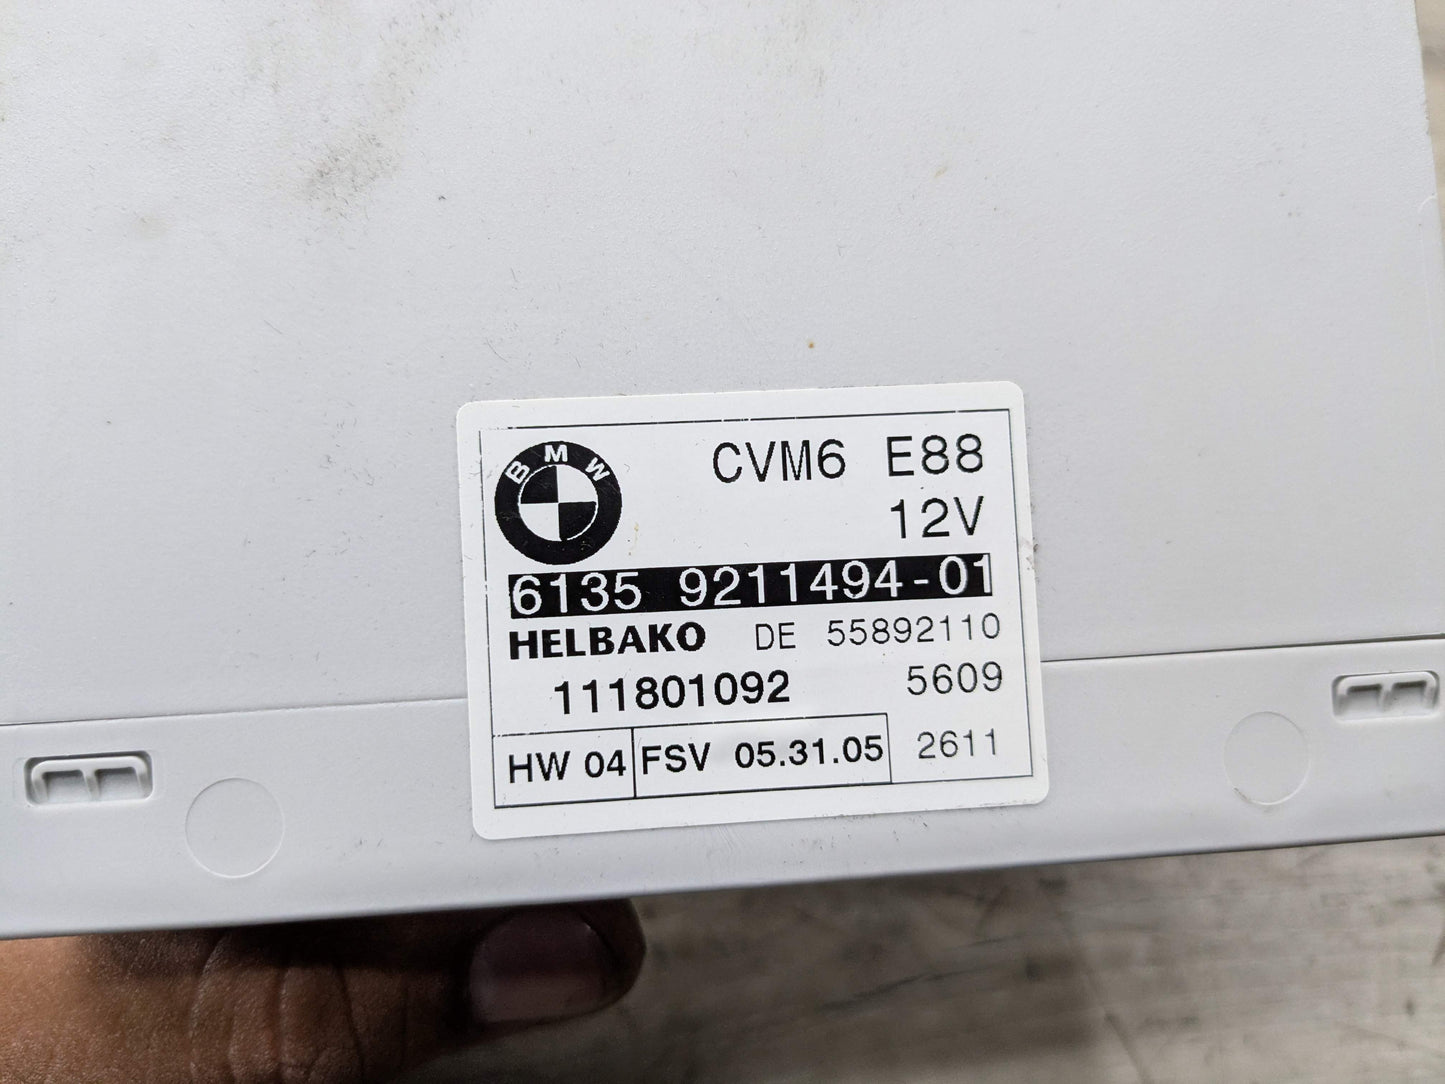 BMW
CVM6 E88
12V
6135 9211494-01
HELBAKO DE 55892110
111801092 5609
HW 04 FSV 05.31.05 2611